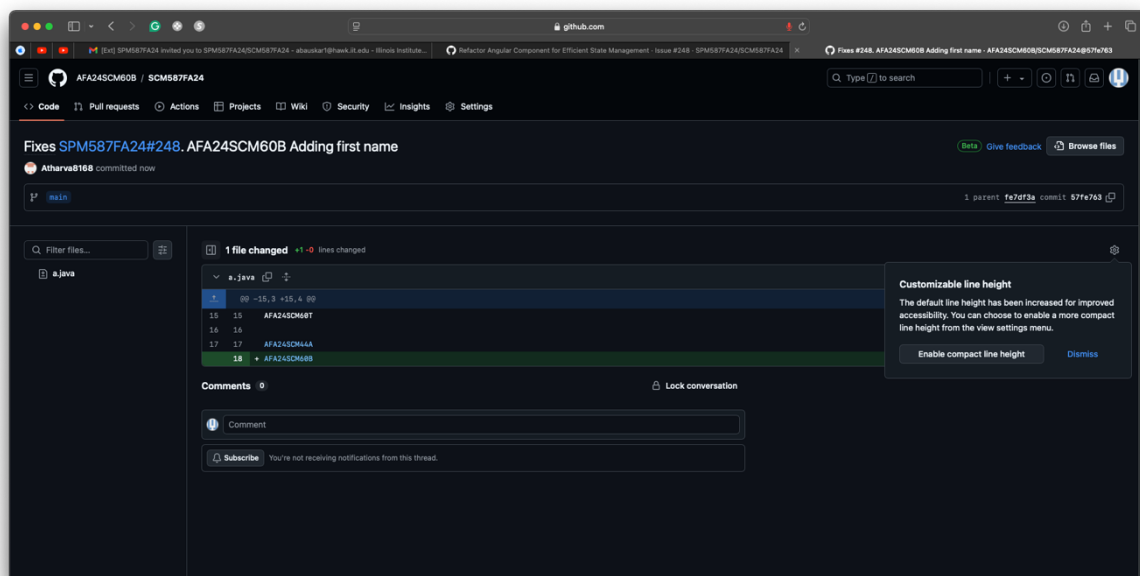 github.com
[Ext] SPM587FA24 invited you to SPM587FA24/SCM587FA24 - abauskar1@hawk.iit.edu - Illinois Institute...
Refactor Angular Component for Efficient State Management · Issue #248 · SPM587FA24/SCM587FA24
Fixes #248. AFA24SCM60B Adding first name · AFA24SCM60B/SCM587FA24@57fe763
AFA24SCM60B / SCM587FA24
Type / to search
Code Pull requests Actions Projects Wiki Security Insights Settings
Fixes SPM587FA24#248. AFA24SCM60B Adding first name
Beta Give feedback Browse files
Atharva8168 committed now
main
1 parent fe7df3a commit 57fe763
Filter files...
1 file changed +1 -0 lines changed
a.java
a.java
@@ -15,3 +15,4 @@
15 15 AFA24SCM60T
16 16
17 17 AFA24SCM44A
18 + AFA24SCM60B
Customizable line height
The default line height has been increased for improved
accessibility. You can choose to enable a more compact
line height from the view settings menu.
Enable compact line height Dismiss
Comments 0
Lock conversation
Comment
Subscribe You're not receiving notifications from this thread.